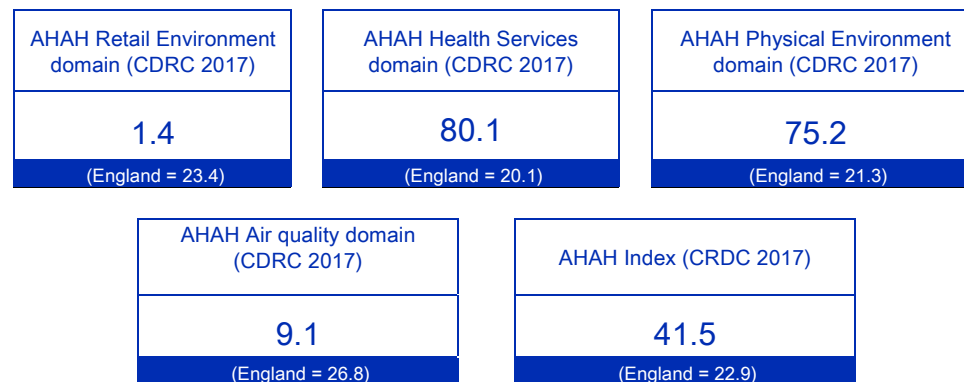 AHAH Retail Environment
domain (CDRC 2017)
1.4
(England = 23.4)
AHAH Health Services
domain (CDRC 2017)
80.1
(England = 20.1)
AHAH Physical Environment
domain (CDRC 2017)
75.2
(England = 21.3)
AHAH Air quality domain
(CDRC 2017)
9.1
(England = 26.8)
AHAH Index (CRDC 2017)
41.5
(England = 22.9)